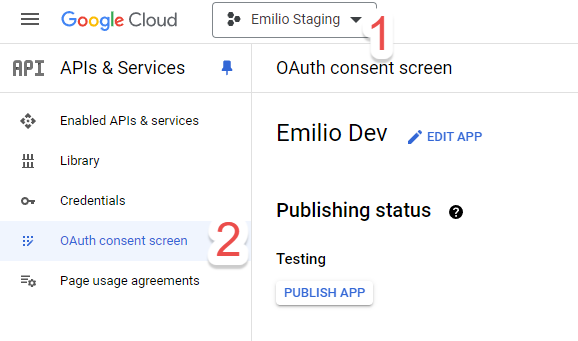 Google Cloud
Emilio Staging
1
API
APIs & Services
OAuth consent screen
Enabled APIs & services
Library
Credentials
OAuth consent screen
2
Page usage agreements
Emilio Dev
EDIT APP
Publishing status
?
Testing
PUBLISH APP